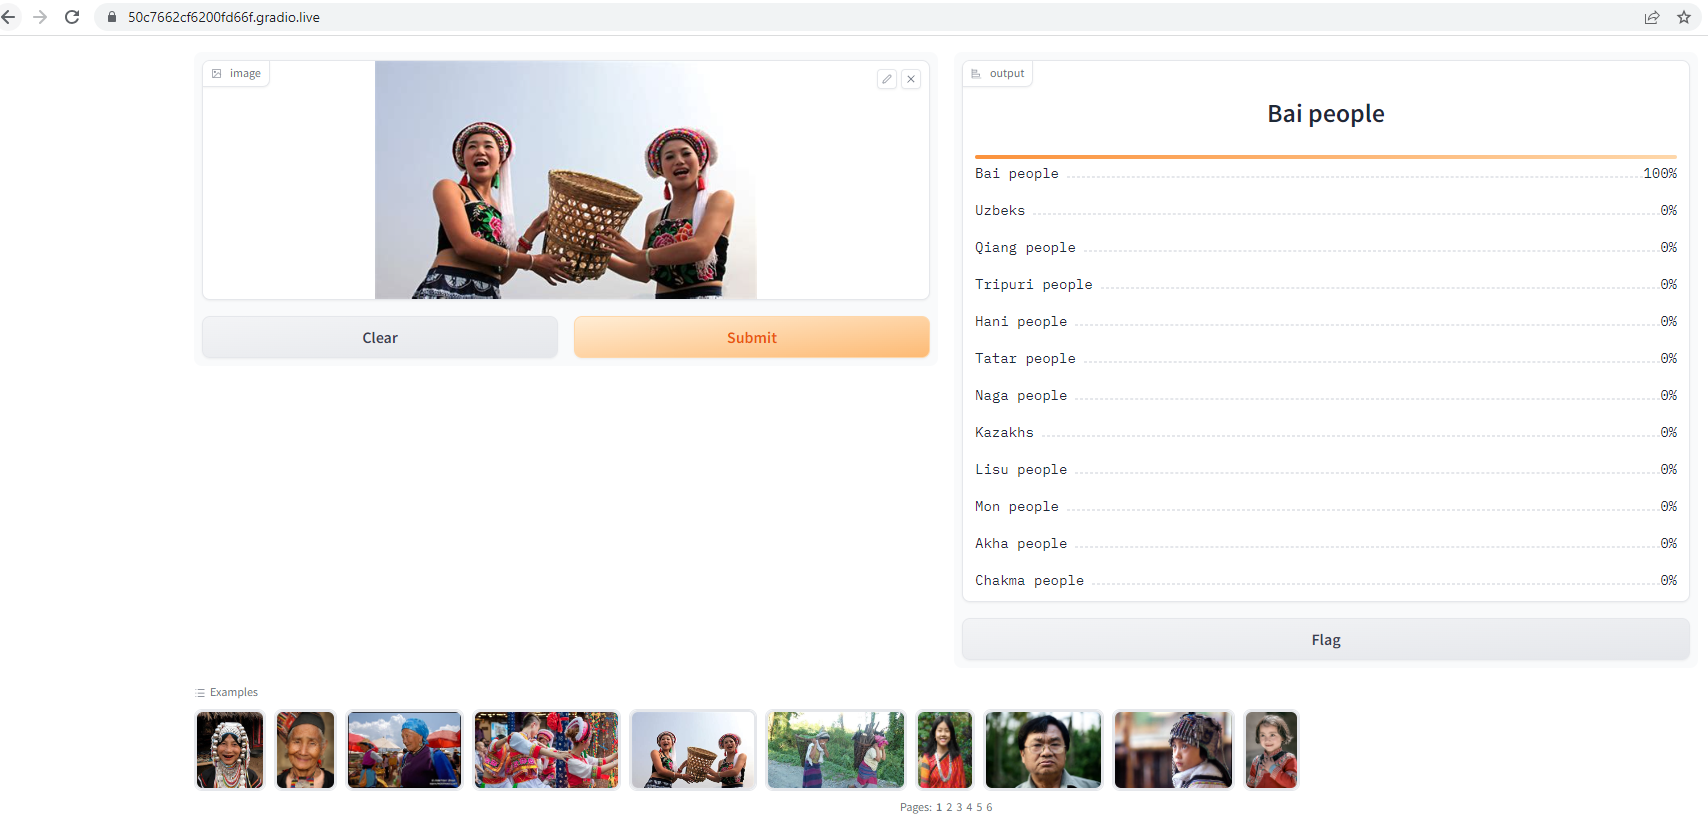 50c7662cf6200fd66f.gradio.live
image
Clear
Submit
output
Bai people
Bai people 100%
Uzbeks 0%
Qiang people 0%
Tripuri people 0%
Hani people 0%
Tatar people 0%
Naga people 0%
Kazakhs 0%
Lisu people 0%
Mon people 0%
Akha people 0%
Chakma people 0%
Flag
Examples
Pages: 1 2 3 4 5 6